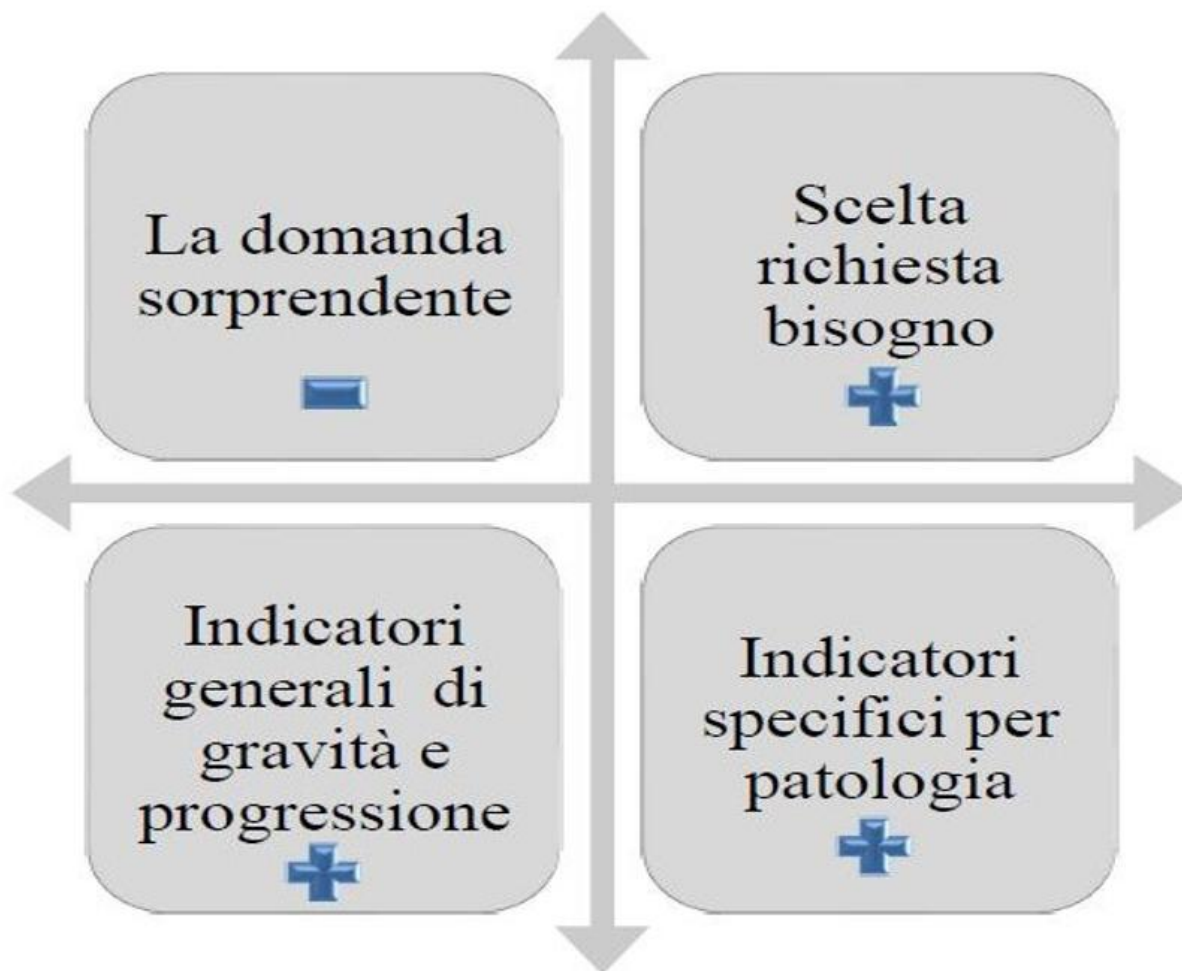 La domanda
sorprendente
Scelta
richiesta
bisogno
Indicatori
generali di
gravità e
progressione
Indicatori
specifici per
patologia